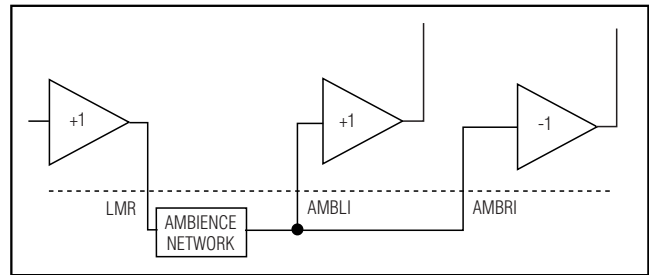 +1
+1
-1
LMR
AMBLI
AMBRI
AMBIENCE
NETWORK